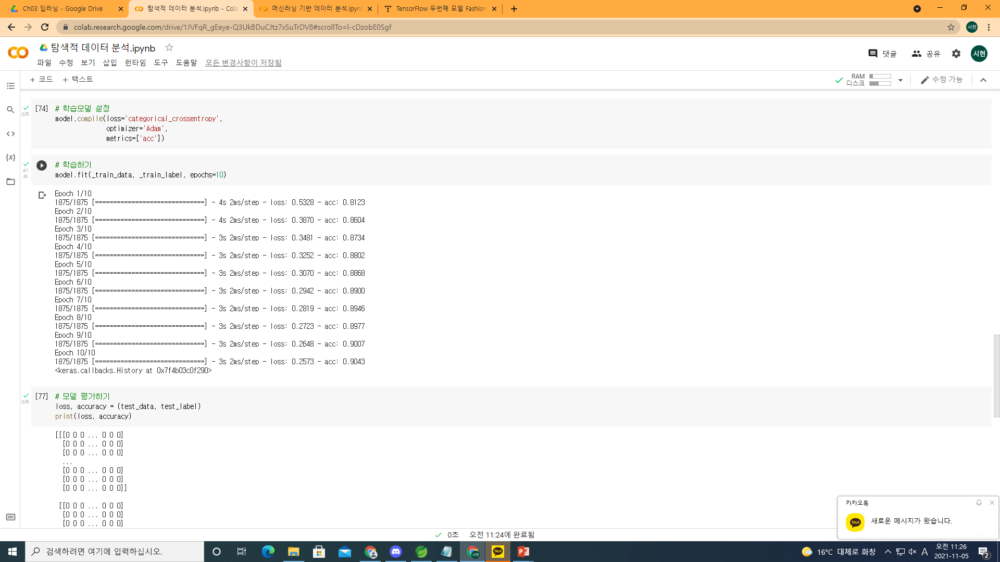 Ch03 딥러닝 - Google Drive
탐색적 데이터 분석.ipynb - Cola
머신러닝 기반 데이터 분석.ipynb
TensorFlow 두번째 모델 Fashion
colab.research.google.com/drive/1JVFqR_gEeye-Q3UkBDuCJtz7xSuTrDV8#scrollTo=l-cDzobE0Sgf
시현
탐색적 데이터 분석.ipynb
댓글
공유
시현
파일 수정 보기 삽입 런타임 도구 도움말 모든 변경사항이 저장됨
+ 코드 + 텍스트
RAM
디스크
수정 가능
0초
[74] # 학습모델 설정
model.compile(loss='categorical_crossentropy',
optimizer='Adam',
metrics=['acc'])
41초
# 학습하기
model.fit(_train_data, _train_label, epochs=10)
Epoch 1/10
1875/1875 [==============================] - 4s 2ms/step - loss: 0.5328 - acc: 0.8123
Epoch 2/10
1875/1875 [==============================] - 4s 2ms/step - loss: 0.3870 - acc: 0.8604
Epoch 3/10
1875/1875 [==============================] - 3s 2ms/step - loss: 0.3481 - acc: 0.8734
Epoch 4/10
1875/1875 [==============================] - 3s 2ms/step - loss: 0.3252 - acc: 0.8802
Epoch 5/10
1875/1875 [==============================] - 3s 2ms/step - loss: 0.3070 - acc: 0.8868
Epoch 6/10
1875/1875 [==============================] - 3s 2ms/step - loss: 0.2942 - acc: 0.8900
Epoch 7/10
1875/1875 [==============================] - 3s 2ms/step - loss: 0.2819 - acc: 0.8946
Epoch 8/10
1875/1875 [==============================] - 3s 2ms/step - loss: 0.2723 - acc: 0.8977
Epoch 9/10
1875/1875 [==============================] - 3s 2ms/step - loss: 0.2648 - acc: 0.9007
Epoch 10/10
1875/1875 [==============================] - 3s 2ms/step - loss: 0.2573 - acc: 0.9043
<keras.callbacks.History at 0x7f4b03c0f290>
0초
[77] # 모델 평가하기
loss, accuracy = (test_data, test_label)
print(loss, accuracy)
[[[0 0 0 ... 0 0 0]
[0 0 0 ... 0 0 0]
[0 0 0 ... 0 0 0]
...
[0 0 0 ... 0 0 0]
[0 0 0 ... 0 0 0]
[0 0 0 ... 0 0 0]]
[[0 0 0 ... 0 0 0]
[0 0 0 ... 0 0 0]
[0 0 0 ... 0 0 0]
카카오톡
TALK
새로운 메시지가 왔습니다.
0초 오전 11:24에 완료됨
검색하려면 여기에 입력하십시오.
시현
TALK
16°C 대체로 화창
A
오전 11:26
2021-11-05
2